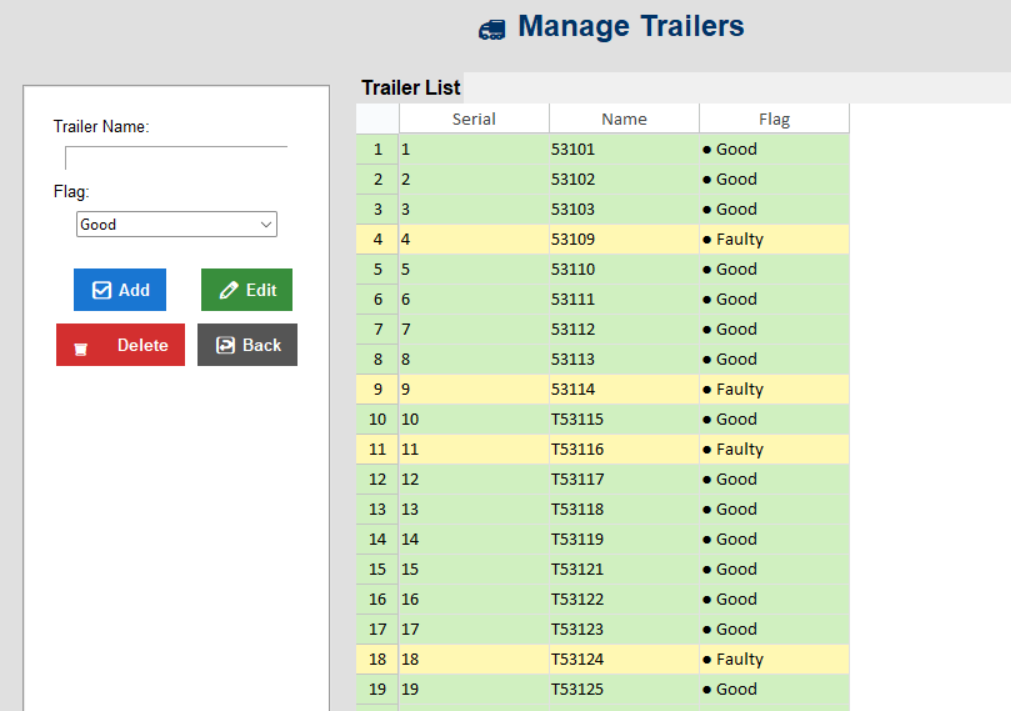 Manage Trailers
Trailer Name:
Flag:
Good
Add
Edit
Delete
Back
Trailer List
Serial Name Flag
1 1 53101 ● Good
2 2 53102 ● Good
3 3 53103 ● Good
4 4 53109 ● Faulty
5 5 53110 ● Good
6 6 53111 ● Good
7 7 53112 ● Good
8 8 53113 ● Good
9 9 53114 ● Faulty
10 10 T53115 ● Good
11 11 T53116 ● Faulty
12 12 T53117 ● Good
13 13 T53118 ● Good
14 14 T53119 ● Good
15 15 T53121 ● Good
16 16 T53122 ● Good
17 17 T53123 ● Good
18 18 T53124 ● Faulty
19 19 T53125 ● Good